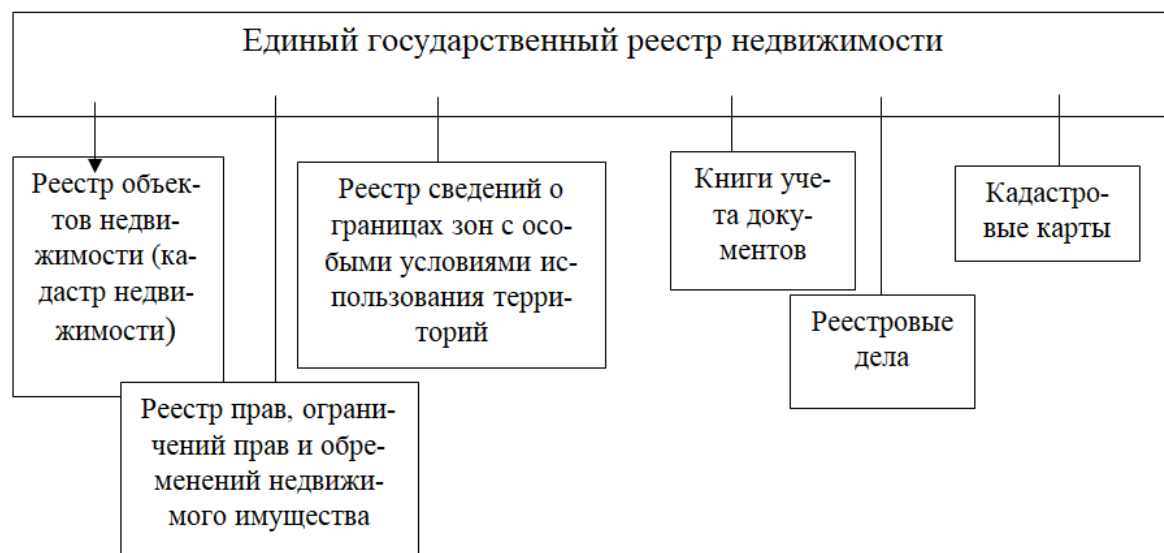 Единый государственный реестр недвижимости
Реестр объек-
тов недви-
жимости (ка-
дастр недви-
жимости)
Реестр прав, ограни-
чений прав и обре-
менений недвижи-
мого имущества
Реестр сведений о
границах зон с осо-
быми условиями ис-
пользования терри-
торий
Книги уче-
та доку-
ментов
Реестровые
дела
Кадастро-
вые карты